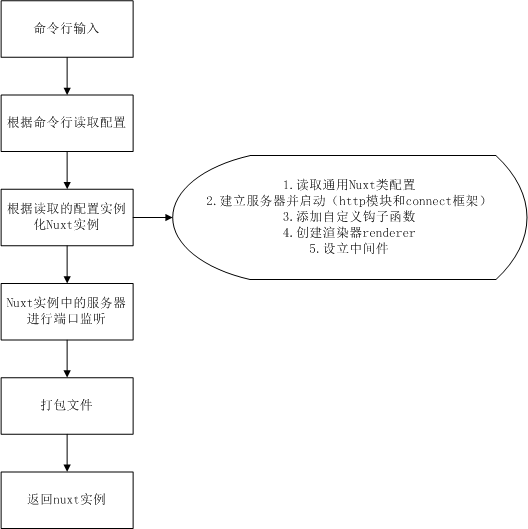 命令行输入
根据命令行读取配置
根据读取的配置实例
化Nuxt实例
1.读取通用Nuxt类配置
2.建立服务器并启动（http模块和connect框架）
3.添加自定义钩子函数
4.创建渲染器renderer
5.设立中间件
Nuxt实例中的服务器
进行端口监听
打包文件
返回nuxt实例